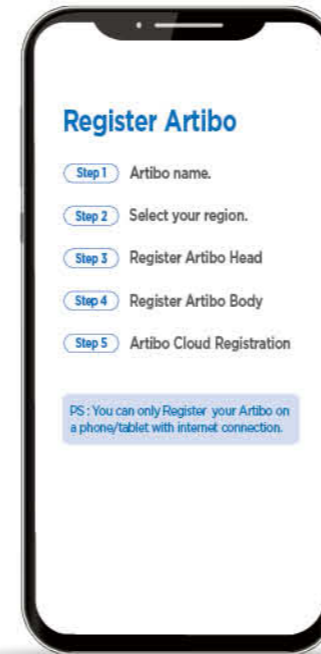 Register Artibo
Step 1 Artibo name.
Step 2 Select your region.
Step 3 Register Artibo Head
Step 4 Register Artibo Body
Step 5 Artibo Cloud Registration
PS : You can only Register your Artibo on
a phone/tablet with internet connection.